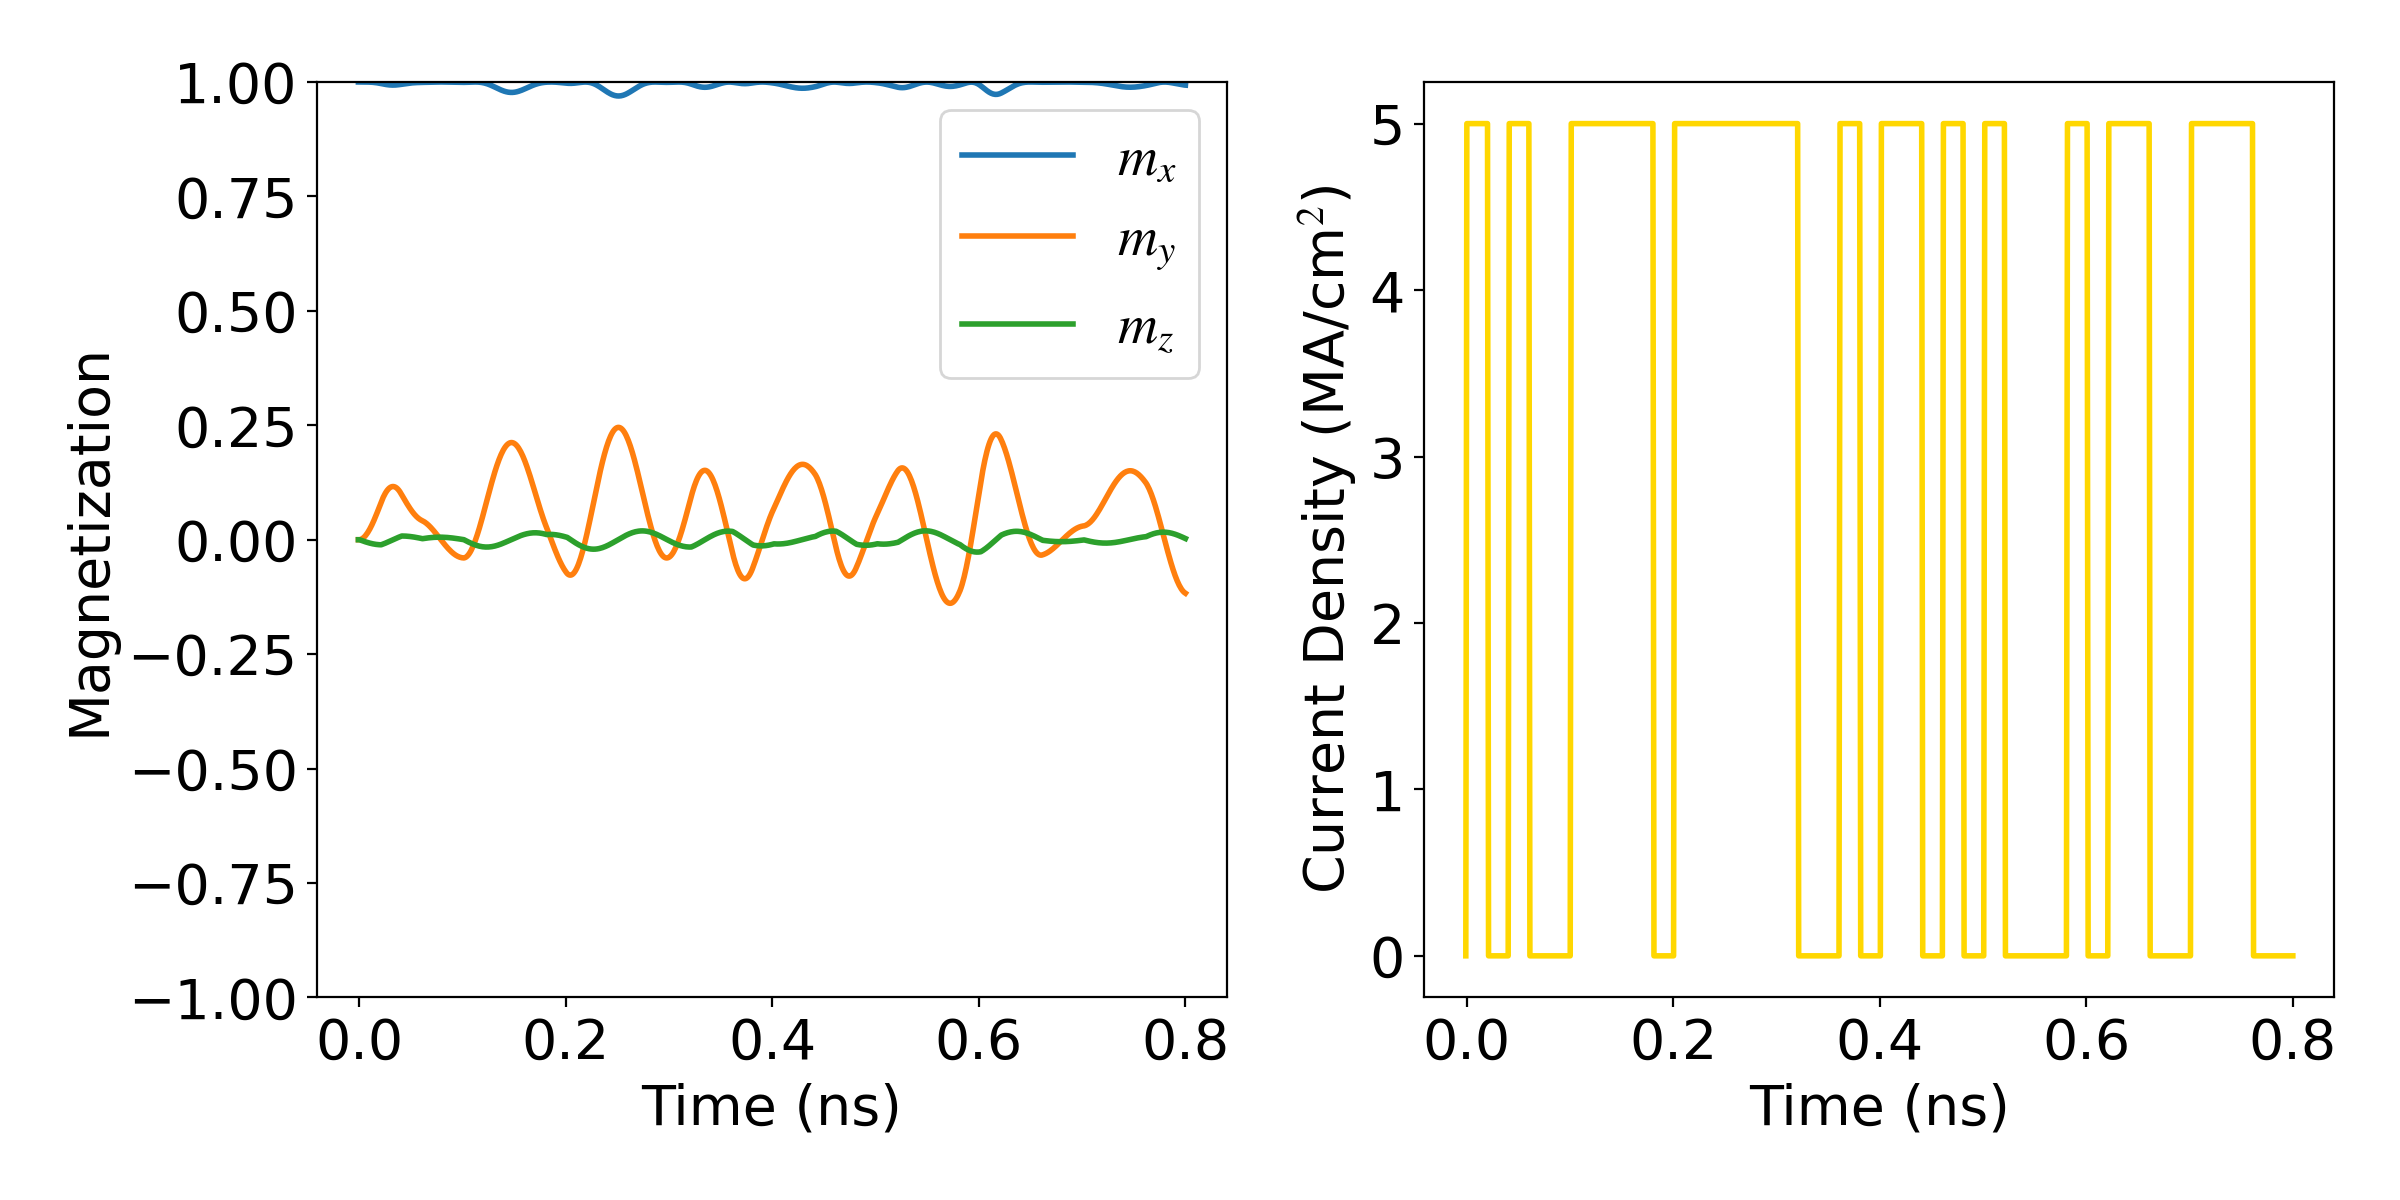 1.00
0.75
0.50
0.25
0.00
−0.25
−0.50
−0.75
−1.00
Magnetization
0.0 0.2 0.4 0.6 0.8
Time (ns)
m_x
m_y
m_z
5
4
3
2
1
0
Current Density (MA/cm²)
0.0 0.2 0.4 0.6 0.8
Time (ns)